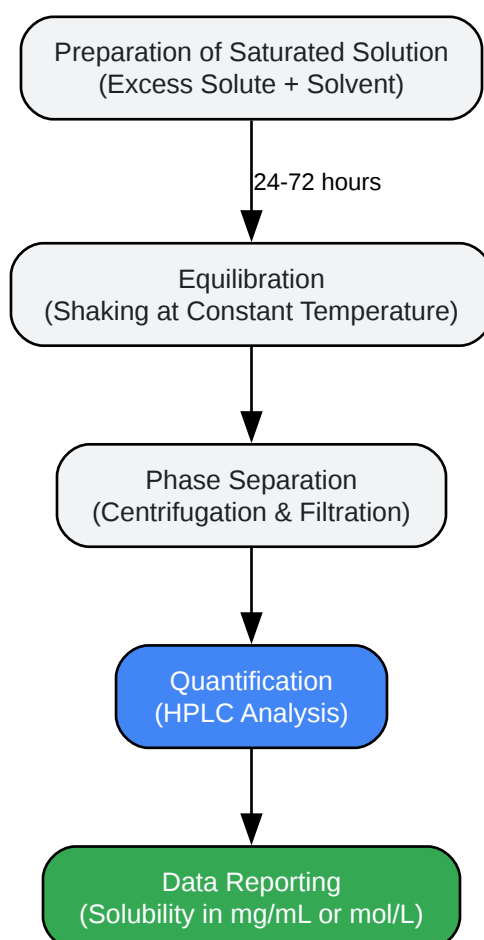 Preparation of Saturated Solution
(Excess Solute + Solvent)
24-72 hours
Equilibration
(Shaking at Constant Temperature)
Phase Separation
(Centrifugation & Filtration)
Quantification
(HPLC Analysis)
Data Reporting
(Solubility in mg/mL or mol/L)